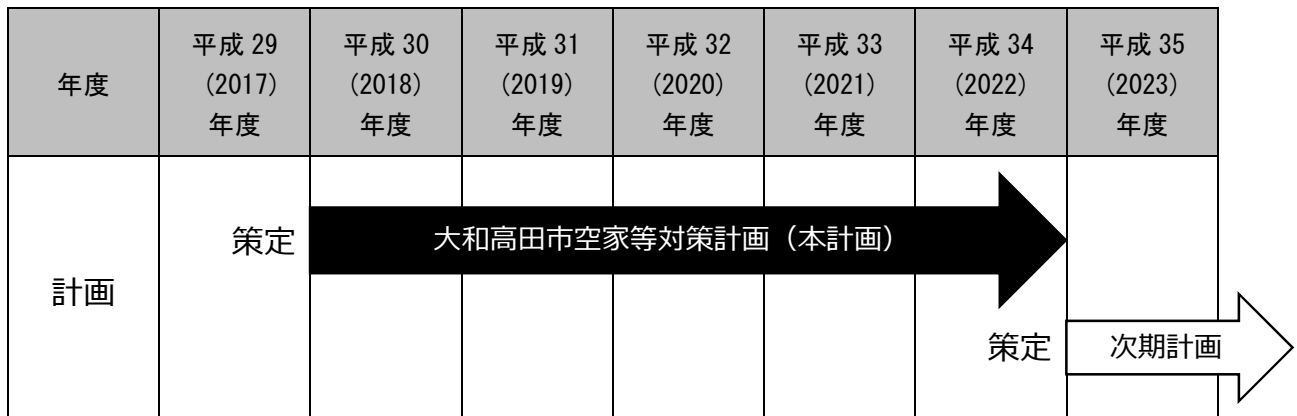 年度
平成 29
（2017）
年度
平成 30
（2018）
年度
平成 31
（2019）
年度
平成 32
（2020）
年度
平成 33
（2021）
年度
平成 34
（2022）
年度
平成 35
（2023）
年度
計画
策定
大和高田市空家等対策計画（本計画）
策定
次期計画